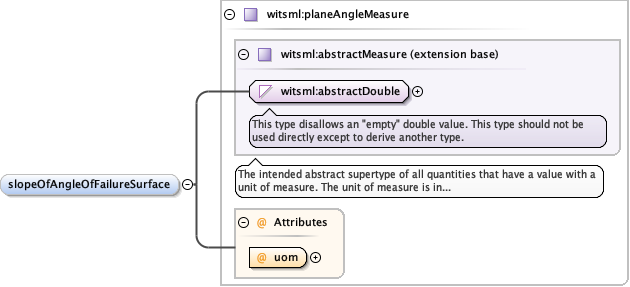 witsml:planeAngleMeasure
witsml:abstractMeasure (extension base)
witsml:abstractDouble
This type disallows an "empty" double value. This type should not be
used directly except to derive another type.
The intended abstract supertype of all quantities that have a value with a
unit of measure. The unit of measure is in...
slopeOfAngleOfFailureSurface
@ Attributes
@ uom